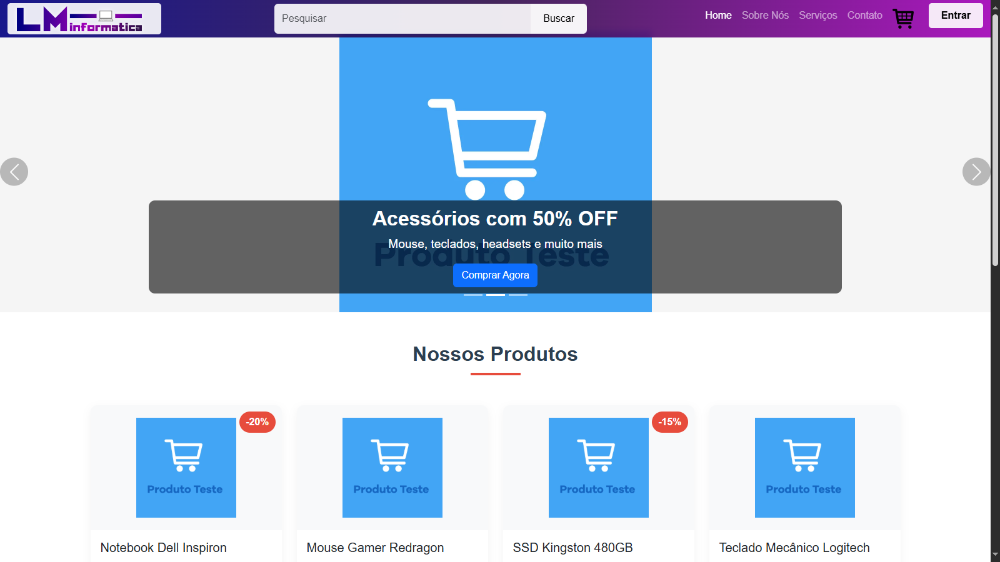 LM informatica
Pesquisar
Buscar
Home
Sobre Nós
Serviços
Contato
Entrar
Acessórios com 50% OFF
Mouse, teclados, headsets e muito mais
Produto Teste
Comprar Agora
Nossos Produtos
-20%
-15%
Produto Teste
Produto Teste
Produto Teste
Produto Teste
Notebook Dell Inspiron
Mouse Gamer Redragon
SSD Kingston 480GB
Teclado Mecânico Logitech